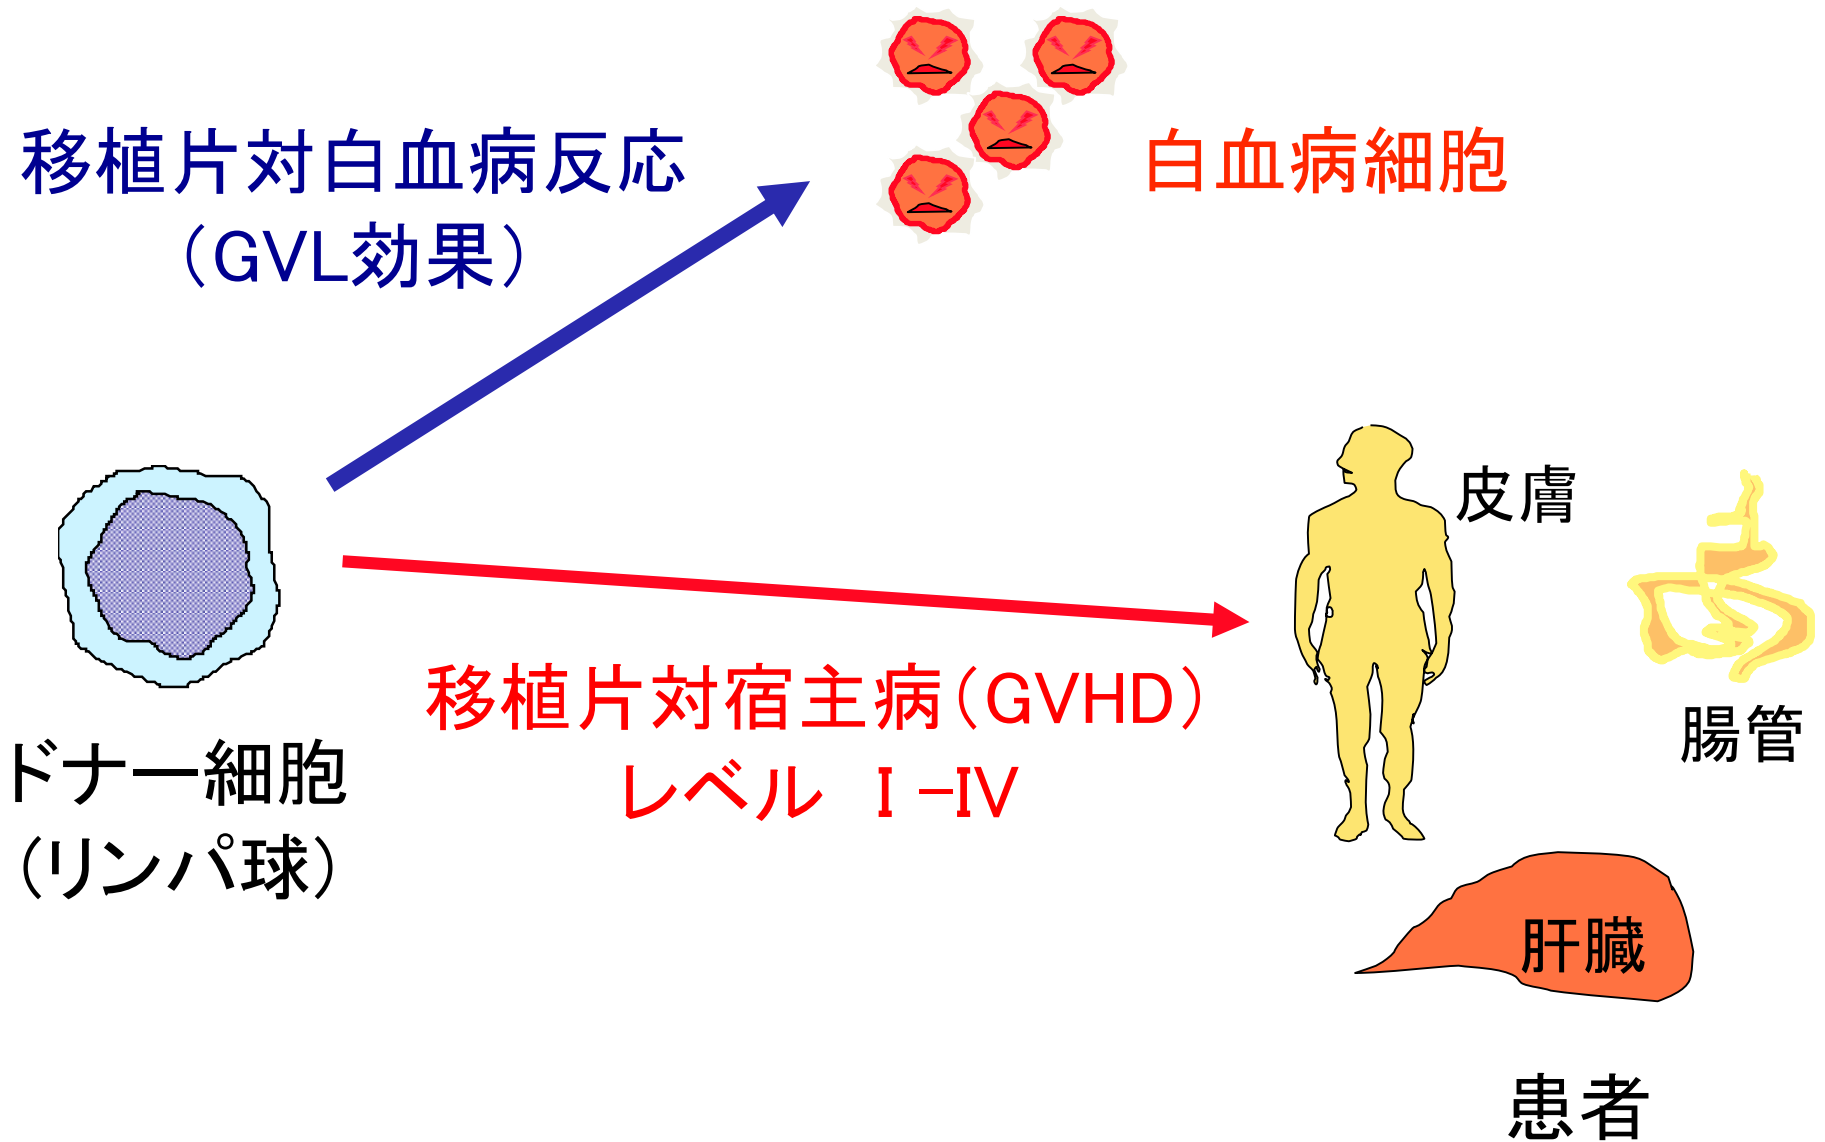 移植片対白血病反応
（GVL効果）
白血病細胞
皮膚
腸管
移植片対宿主病（GVHD）
レベル　Ⅰ–Ⅳ
ドナー細胞
（リンパ球）
肝臓
患者